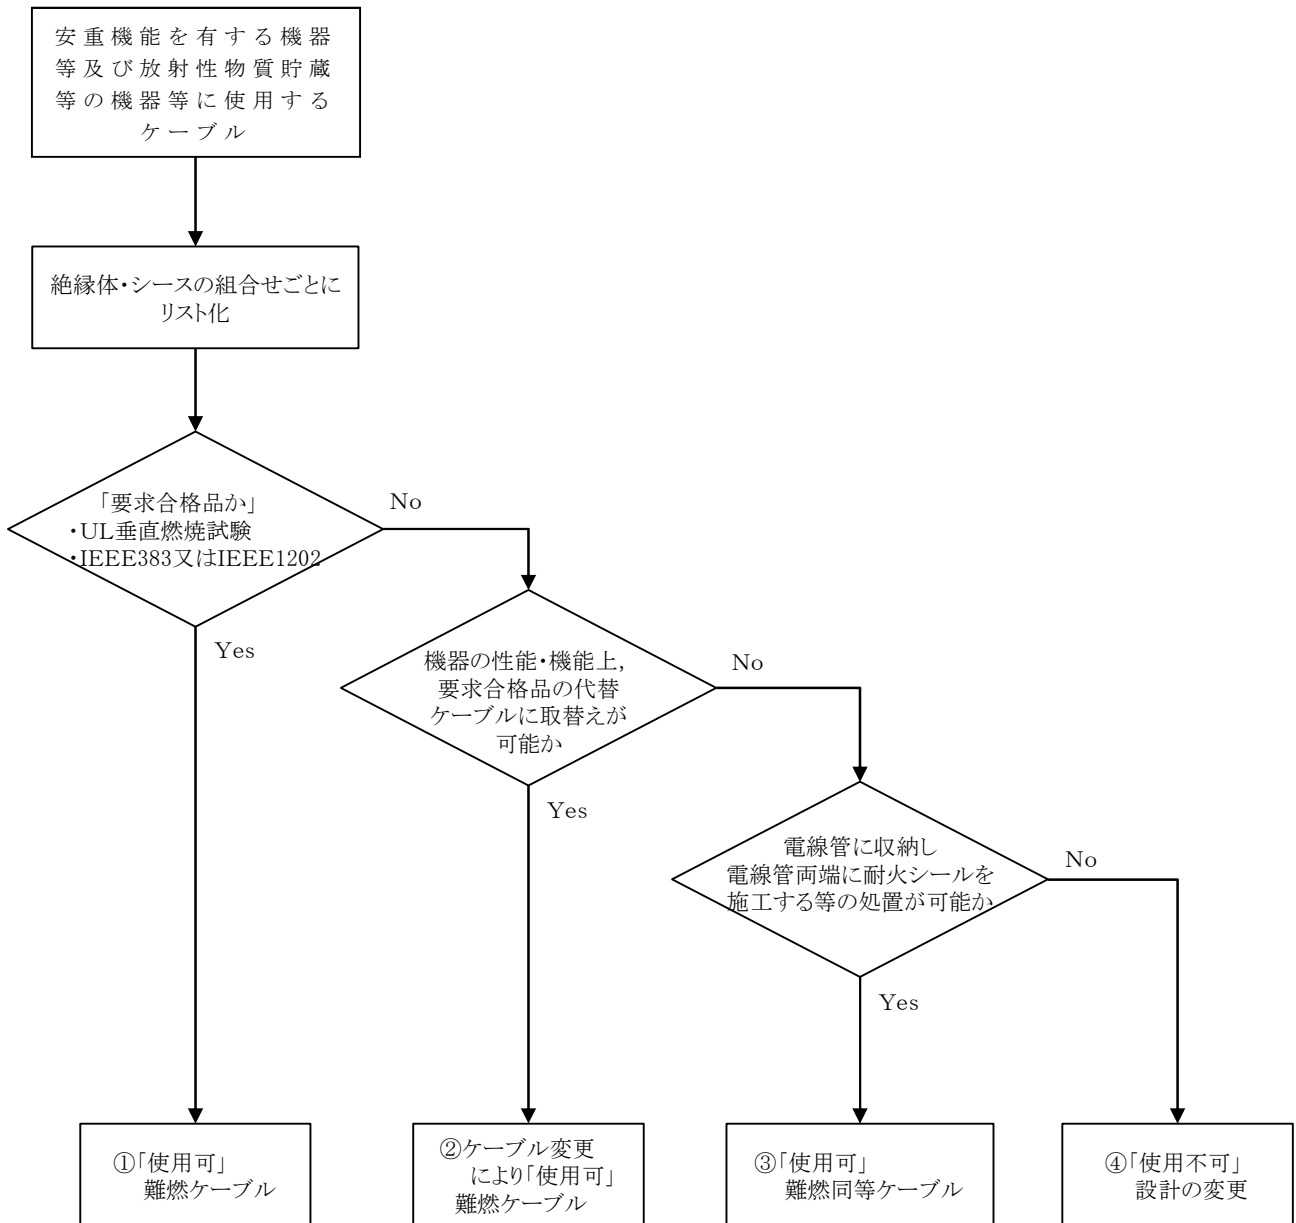 安重機能を有する機器
等及び放射性物質貯蔵
等の機器等に使用する
ケーブル
絶縁体・シースの組合せごとに
リスト化
「要求合格品か」
・UL垂直燃焼試験
・IEEE383又はIEEE1202
No
Yes
機器の性能・機能上,
要求合格品の代替
ケーブルに取替えが
可能か
No
Yes
電線管に収納し
電線管両端に耐火シールを
施工する等の処置が可能か
No
Yes
①「使用可」
難燃ケーブル
②ケーブル変更
により「使用可」
難燃ケーブル
③「使用可」
難燃同等ケーブル
④「使用不可」
設計の変更